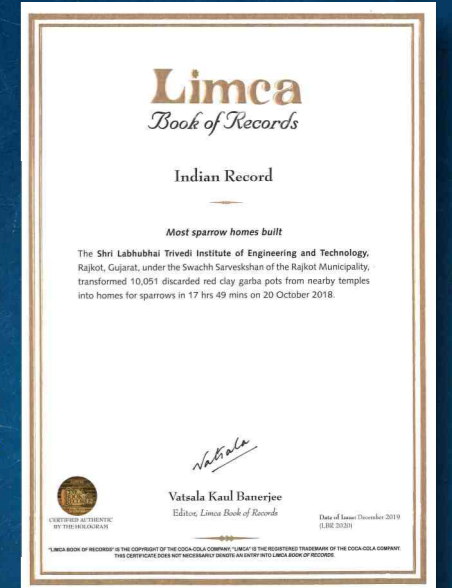 Limca
Book of Records
Indian Record
Most sparrow homes built
The Shri Labhubhai Trivedi Institute of Engineering and Technology,
Rajkot, Gujarat, under the Swachh Sarveskshan of the Rajkot Municipality,
transformed 10,051 discarded red clay garba pots from nearby temples
into homes for sparrows in 17 hrs 49 mins on 20 October 2018.
Vatsala
Vatsala Kaul Banerjee
Editor, Limca Book of Records
CERTIFIED AUTHENTIC
BY THE HOLOGRAM
Date of Issue: December 2019
(LBR 2020)
"LIMCA BOOK OF RECORDS" IS THE COPYRIGHT OF THE COCA-COLA COMPANY, "LIMCA" IS THE REGISTERED TRADEMARK OF THE COCA-COLA COMPANY.
THIS CERTIFICATE DOES NOT NECESSARILY DENOTE AN ENTRY INTO LIMCA BOOK OF RECORDS.